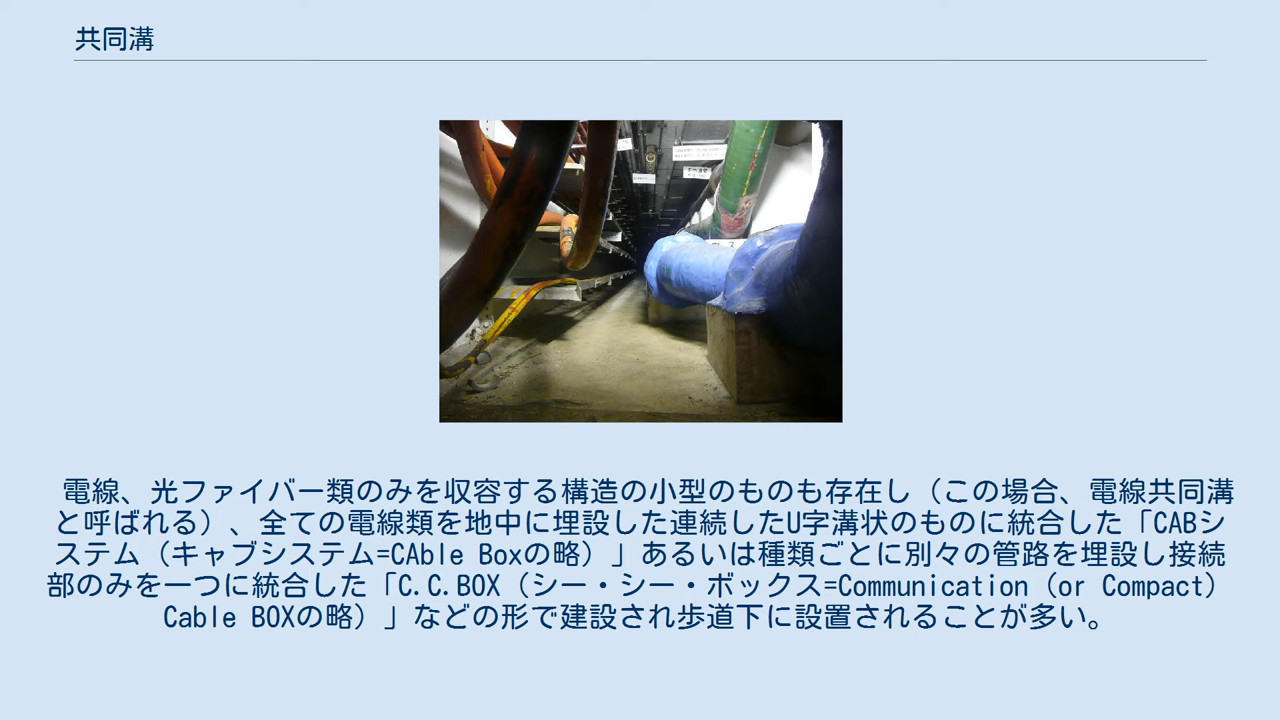 共同溝
電線、光ファイバー類のみを収容する構造の小型のものも存在し（この場合、電線共同溝
と呼ばれる）、全ての電線類を地中に埋設した連続したU字溝状のものに統合した「CABシ
ステム（キャブシステム=CAble Boxの略）」あるいは種類ごとに別々の管路を埋設し接続
部のみを一つに統合した「C.C.BOX（シー・シー・ボックス=Communication（or Compact）
Cable BOXの略）」などの形で建設され歩道下に設置されることが多い。